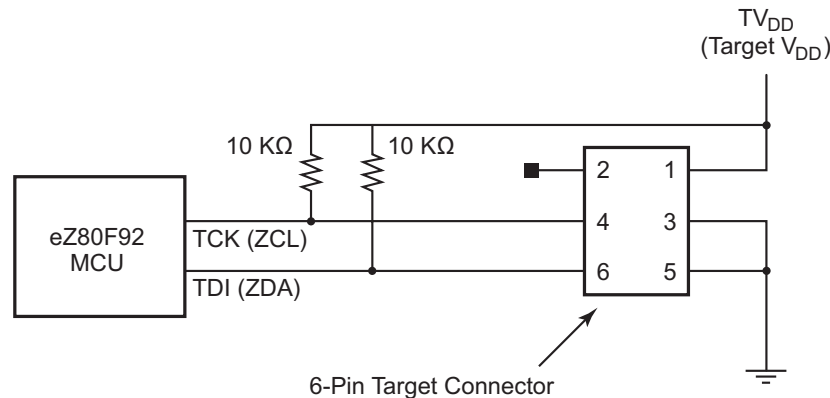 TVDD
(Target VDD)
10 KΩ
10 KΩ
eZ80F92
MCU
TCK (ZCL)
TDI (ZDA)
2 1
4 3
6 5
6-Pin Target Connector